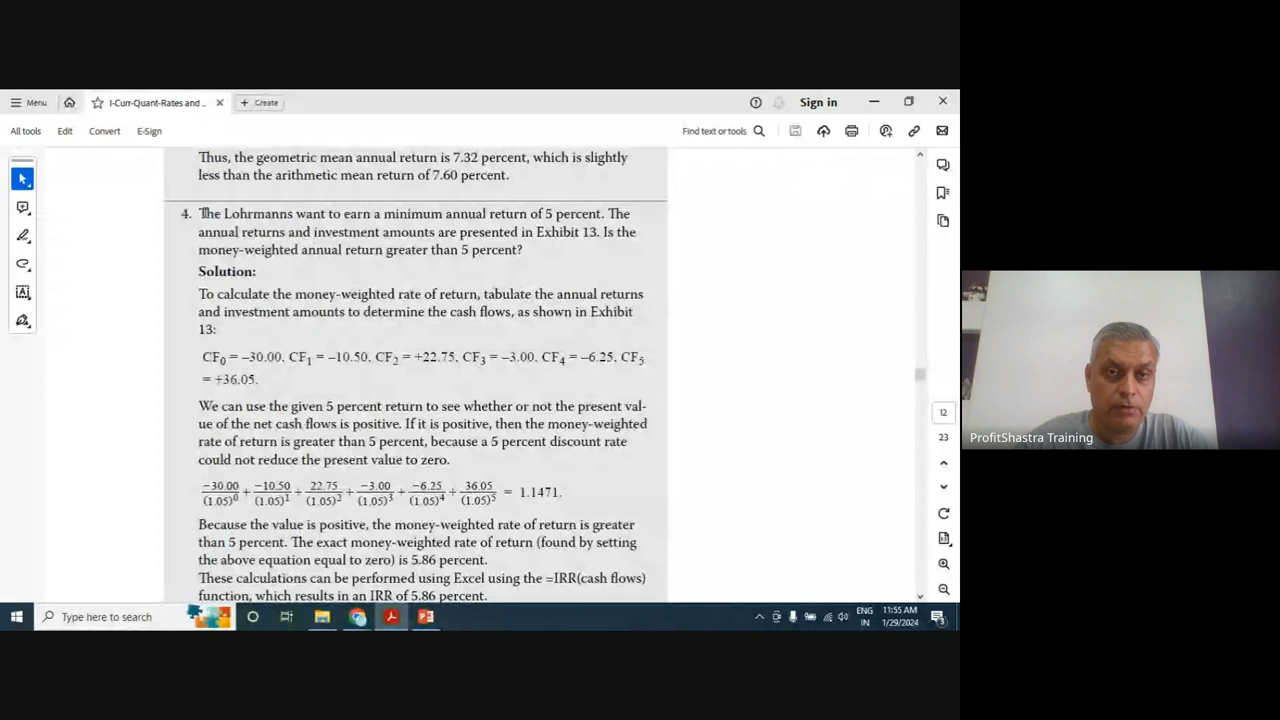 Menu
I-Curr-Quant-Rates and ...
Create
Sign in
All tools
Edit
Convert
E-Sign
Find text or tools
Thus, the geometric mean annual return is 7.32 percent, which is slightly
less than the arithmetic mean return of 7.60 percent.
4. The Lohrmanns want to earn a minimum annual return of 5 percent. The
annual returns and investment amounts are presented in Exhibit 13. Is the
money-weighted annual return greater than 5 percent?
Solution:
To calculate the money-weighted rate of return, tabulate the annual returns
and investment amounts to determine the cash flows, as shown in Exhibit
13:
CF₀ = –30.00, CF₁ = –10.50, CF₂ = +22.75, CF₃ = –3.00, CF₄ = –6.25, CF₅
= +36.05.
We can use the given 5 percent return to see whether or not the present val-
ue of the net cash flows is positive. If it is positive, then the money-weighted
rate of return is greater than 5 percent, because a 5 percent discount rate
could not reduce the present value to zero.
–30.00/(1.05)⁰ + –10.50/(1.05)¹ + 22.75/(1.05)² + –3.00/(1.05)³ + –6.25/(1.05)⁴ + 36.05/(1.05)⁵ = 1.1471.
Because the value is positive, the money-weighted rate of return is greater
than 5 percent. The exact money-weighted rate of return (found by setting
the above equation equal to zero) is 5.86 percent.
These calculations can be performed using Excel using the =IRR(cash flows)
function, which results in an IRR of 5.86 percent.
12
23
ProfitShastra Training
Type here to search
ENG
IN
11:55 AM
1/29/2024
3